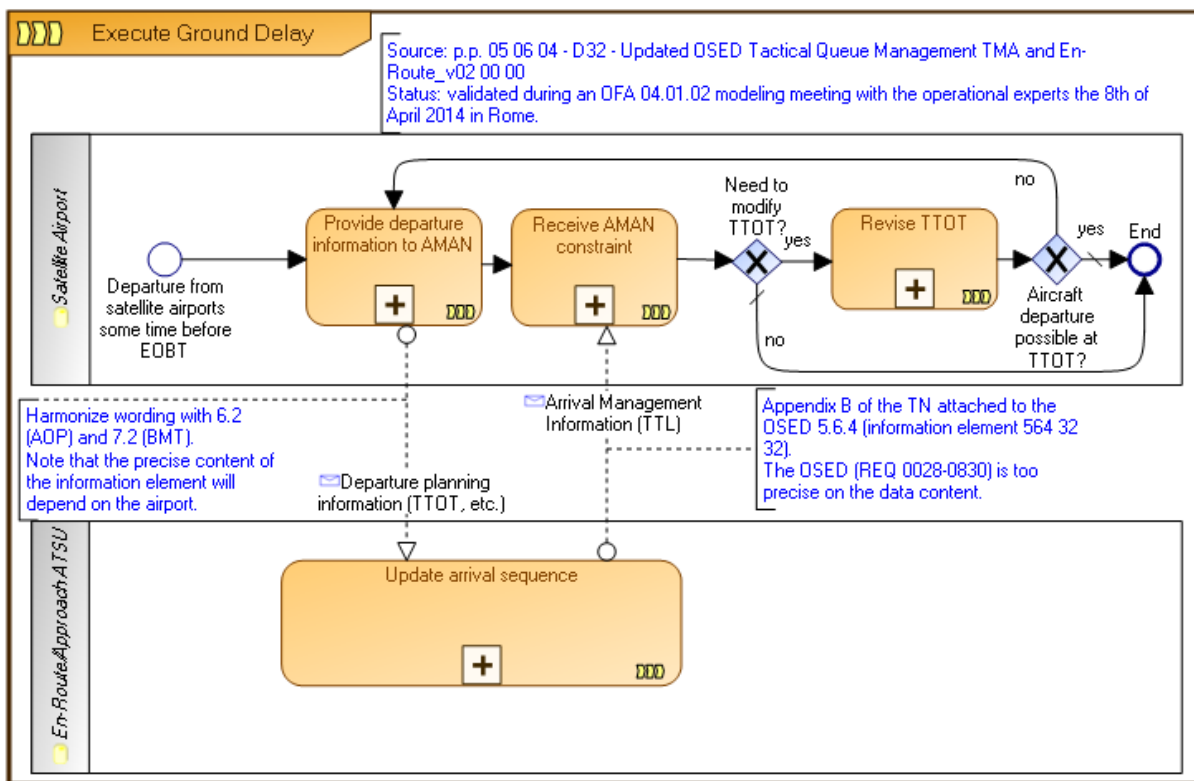 Execute Ground Delay
Source: p.p. 05 06 04 - D32 - Updated OSED Tactical Queue Management TMA and En-
Route_v02 00 00
Status: validated during an OFA 04.01.02 modeling meeting with the operational experts the 8th of
April 2014 in Rome.
Satellite Airport
Departure from
satellite airports
some time before
EOBT
Provide departure
information to AMAN
Receive AMAN
constraint
Need to
modify
TTOT?
yes
no
Revise TTOT
no
yes
Aircraft
departure
possible at
TTOT?
End
Harmonize wording with 6.2
(AOP) and 7.2 (BMT).
Note that the precise content of
the information element will
depend on the airport.
Departure planning
information (TTOT, etc.)
Arrival Management
Information (TTL)
Appendix B of the TN attached to the
OSED 5.6.4 (information element 564 32
32).
The OSED (REQ 0028-0830) is too
precise on the data content.
En-Route/Approach ATSU
Update arrival sequence